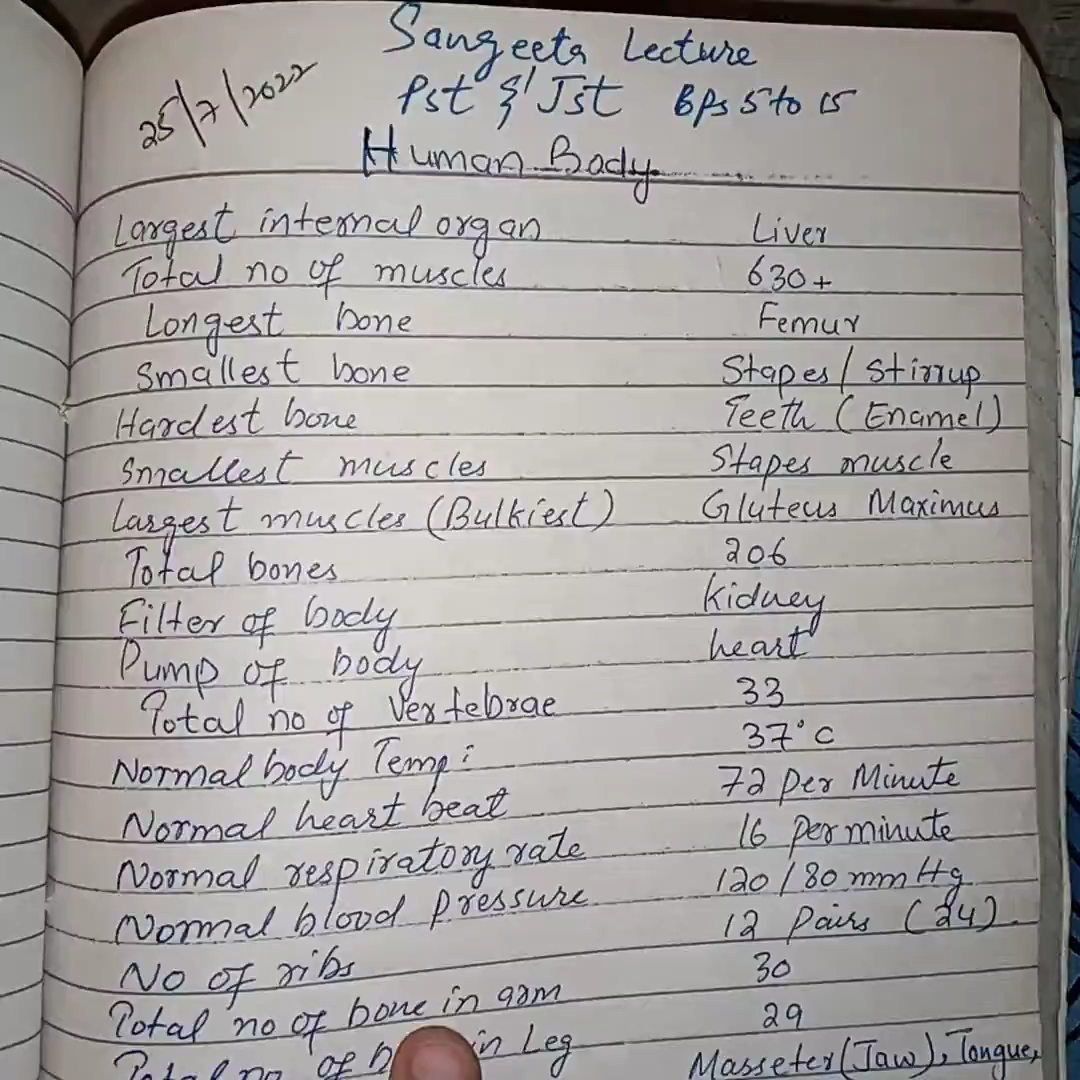 Sangeeta Lecture
25/7/2022 Pst & Jst BPs 5 to 15
Human Body
Largest internal organ Liver
Total no of muscles 630+
Longest bone Femur
Smallest bone Stapes/Stirrup
Hardest bone Teeth (Enamel)
Smallest muscles Stapes muscle
Largest muscles (Bulkiest) Gluteus Maximus
Total bones 206
Filter of body Kidney
Pump of body heart
Total no of Vertebrae 33
Normal body Temp: 37°C
Normal heart beat 72 per Minute
Normal respiratory rate 16 per minute
Normal blood pressure 120/80 mmHg
No of ribs 12 pairs (24)
Total no of bone in arm 30
Total no of in Leg 29
Masseter (Jaw), Tongue,